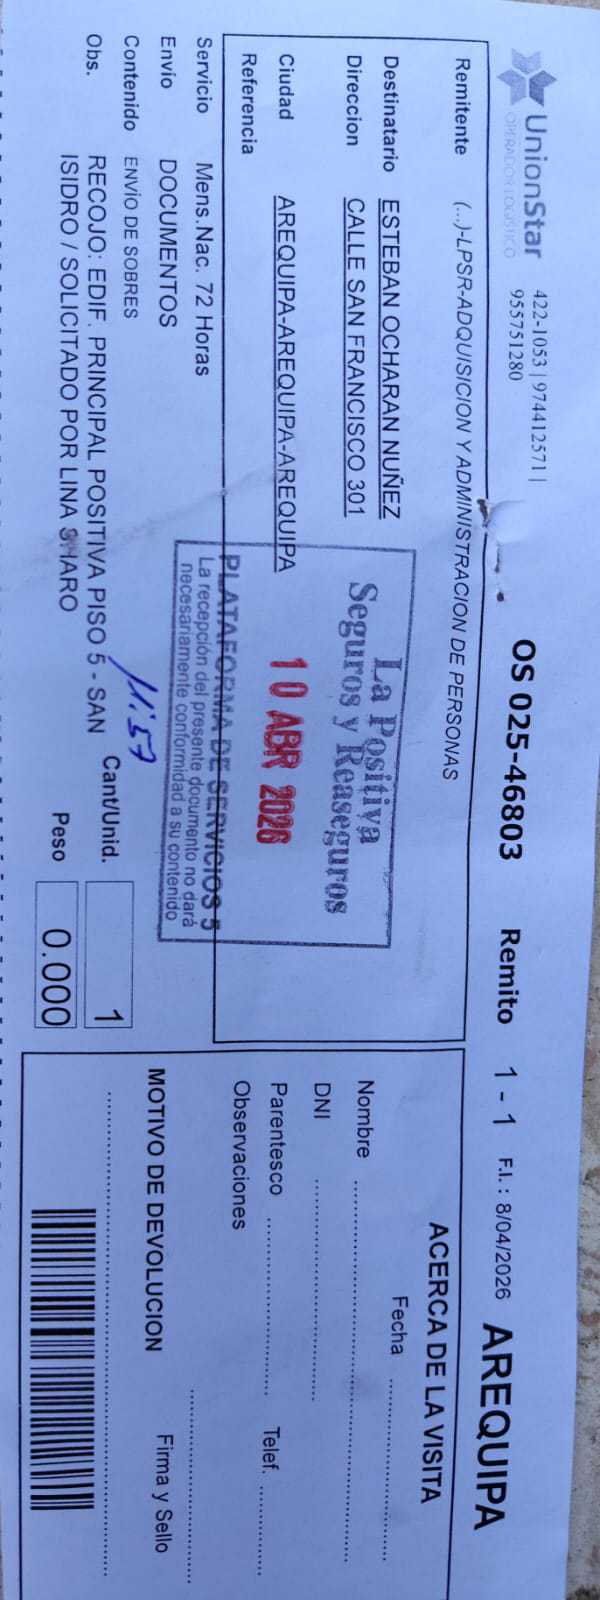 UnionStar
OPERADOR LOGISTICO
422-1053 | 974412571 |
955751280
OS 025-46803 Remito 1 - 1 F.I. : 8/04/2026 AREQUIPA
Remitente (...)-LPSR-ADQUISICION Y ADMINISTRACION DE PERSONAS
Destinatario ESTEBAN OCHARAN NUÑEZ
Direccion CALLE SAN FRANCISCO 301
Ciudad AREQUIPA-AREQUIPA-AREQUIPA
Referencia
Servicio Mens.Nac. 72 Horas
Envio DOCUMENTOS
Contenido ENVIO DE SOBRES
Obs. RECOJO: EDIF. PRINCIPAL POSITIVA PISO 5 - SAN
ISIDRO / SOLICITADO POR LINA HARO
Cant/Unid. 1
Peso 0.000
La Positiva
Seguros y Reaseguros
10 ABR 2026
PLATAFORMA DE SERVICIOS 5
La recepción del presente documento no dará
necesariamente conformidad a su contenido
11:57
ACERCA DE LA VISITA
Fecha
Nombre
DNI
Parentesco Telef.
Observaciones
MOTIVO DE DEVOLUCION Firma y Sello